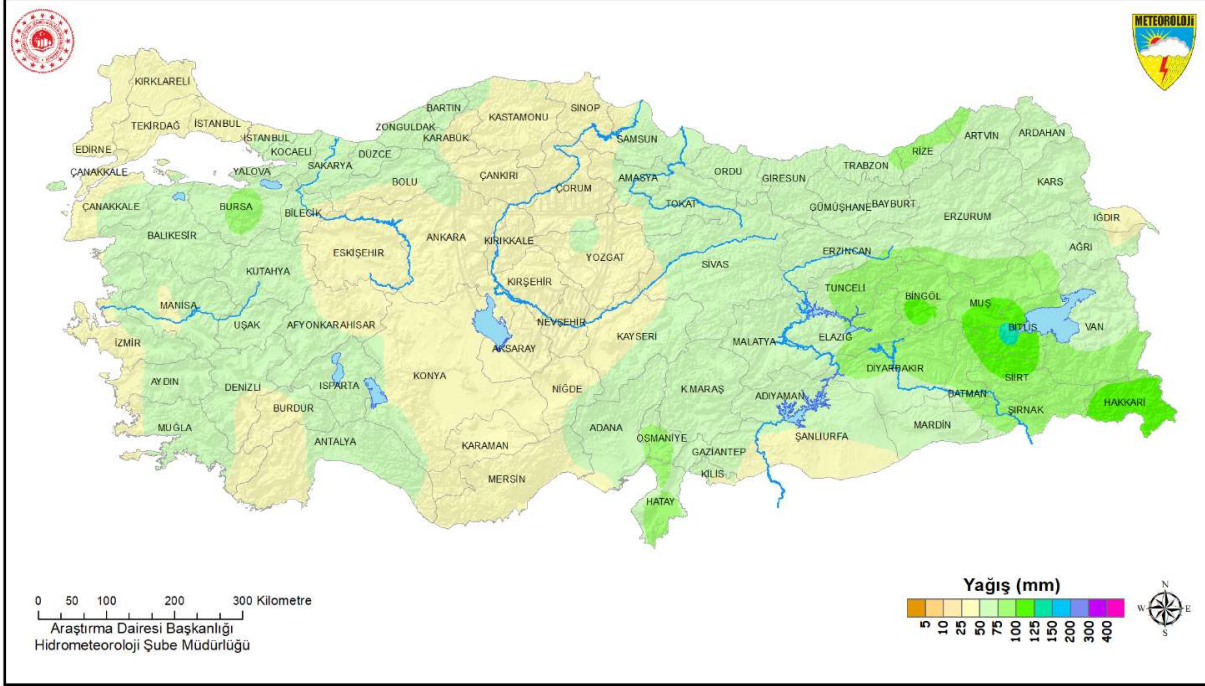 METEOROLOJİ
KIRKLARELİ
TEKİRDAĞ
İSTANBUL
EDİRNE
ÇANAKKALE
İSTANBUL
KOCAELİ
YALOVA
SAKARYA
DÜZCE
ZONGULDAK
BARTIN
KARABÜK
KASTAMONU
SİNOP
SAMSUN
BOLU
ÇANKIRI
ÇORUM
AMASYA
ORDU
GİRESUN
TRABZON
RİZE
ARTVİN
ARDAHAN
KARS
ÇANAKKALE
BURSA
BİLECİK
BALIKESİR
ESKİŞEHİR
ANKARA
KIRIKKALE
YOZGAT
TOKAT
SİVAS
GÜMÜŞHANE
BAYBURT
ERZURUM
ERZİNCAN
IĞDIR
AĞRI
KUTAHYA
KIRŞEHİR
TUNCELİ
BİNGÖL
MUŞ
MANİSA
UŞAK
AFYONKARAHİSAR
NEVŞEHİR
KAYSERİ
MALATYA
ELAZIĞ
BİTLİS
VAN
İZMİR
AKSARAY
KONYA
NİĞDE
DİYARBAKIR
SİİRT
AYDIN
DENİZLİ
ISPARTA
BURDUR
K.MARAŞ
ADIYAMAN
BATMAN
ŞIRNAK
HAKKARİ
MUĞLA
ANTALYA
KARAMAN
ADANA
OSMANİYE
GAZİANTEP
ŞANLIURFA
MARDİN
MERSİN
KİLİS
HATAY
0 50 100 200 300 Kilometre
Araştırma Dairesi Başkanlığı
Hidrometeoroloji Şube Müdürlüğü
Yağış (mm)
5 10 25 50 75 100 125 150 200 300 400
N
W E
S